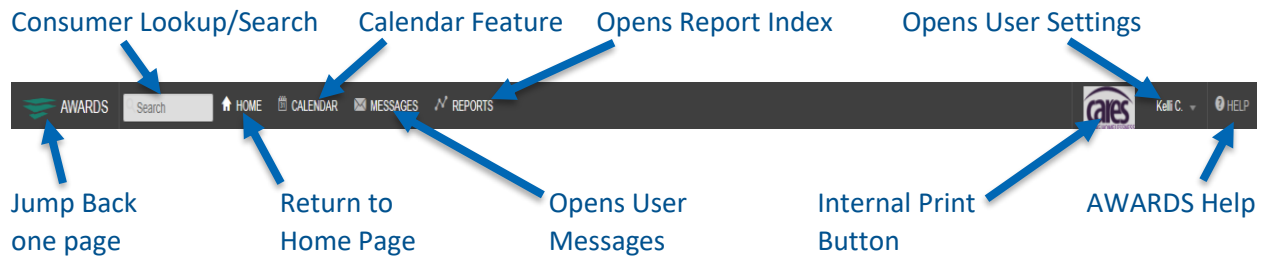 Consumer Lookup/Search Calendar Feature Opens Report Index Opens User Settings
AWARDS Search HOME CALENDAR MESSAGES REPORTS cares Kelli C. HELP
Jump Back Return to Opens User Internal Print AWARDS Help
one page Home Page Messages Button